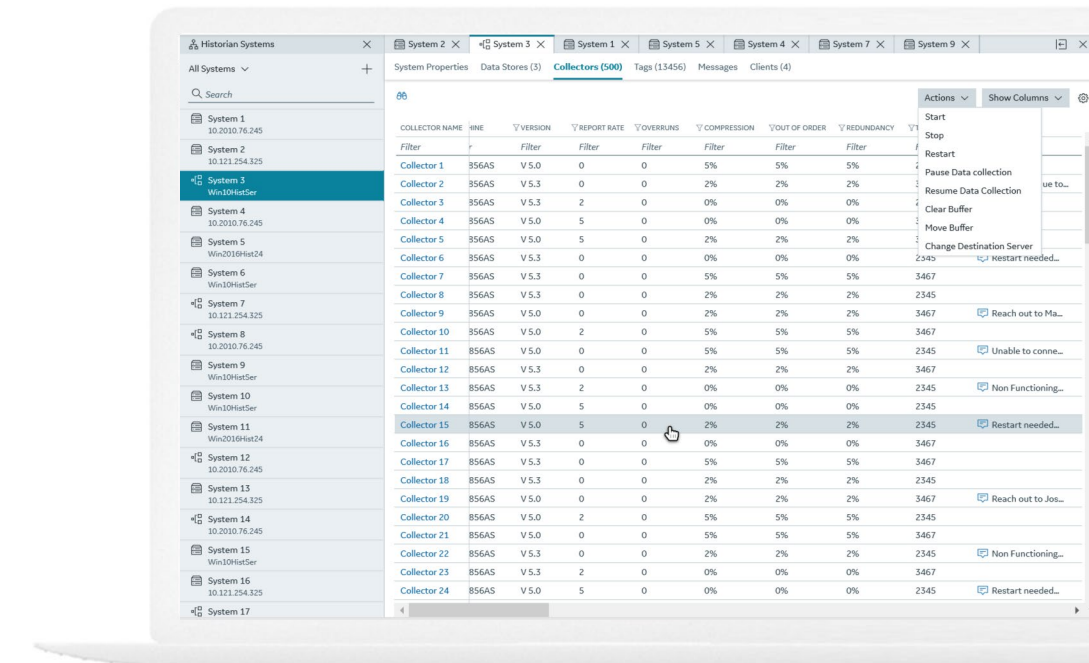 Historian Systems
System 2 System 3 System 1 System 5 System 4 System 7 System 9
All Systems
System Properties Data Stores (3) Collectors (500) Tags (13456) Messages Clients (4)
Search
Actions Show Columns
System 1
10.2010.76.245
System 2
10.121.254.325
System 3
Win10HistSer
System 4
10.2010.76.245
System 5
Win2016Hist24
System 6
Win10HistSer
System 7
10.121.254.325
System 8
10.2010.76.245
System 9
Win10HistSer
System 10
Win10HistSer
System 11
Win2016Hist24
System 12
10.2010.76.245
System 13
10.121.254.325
System 14
10.2010.76.245
System 15
Win10HistSer
System 16
10.121.254.325
System 17
Start
Stop
Restart
Pause Data collection
Resume Data Collection
Clear Buffer
Move Buffer
Change Destination Server
COLLECTOR NAME HINE VERSION REPORT RATE OVERRUNS COMPRESSION OUT OF ORDER REDUNDANCY
Filter Filter Filter Filter Filter Filter Filter
Collector 1 856AS V 5.0 0 0 5% 5% 5%
Collector 2 856AS V 5.3 0 0 2% 2% 2% ue to...
Collector 3 856AS V 5.3 2 0 0% 0% 0%
Collector 4 856AS V 5.0 5 0 0% 0% 0%
Collector 5 856AS V 5.0 5 0 2% 2% 2%
Collector 6 856AS V 5.3 0 0 0% 0% 0% 2345 Restart needed...
Collector 7 856AS V 5.3 0 0 5% 5% 5% 3467
Collector 8 856AS V 5.3 0 0 2% 2% 2% 2345
Collector 9 856AS V 5.0 0 0 2% 2% 2% 3467 Reach out to Ma...
Collector 10 856AS V 5.0 2 0 5% 5% 5% 3467
Collector 11 856AS V 5.0 0 0 5% 5% 5% 2345 Unable to conne...
Collector 12 856AS V 5.3 0 0 2% 2% 2% 3467
Collector 13 856AS V 5.3 2 0 0% 0% 0% 2345 Non Functioning...
Collector 14 856AS V 5.0 5 0 0% 0% 0% 2345
Collector 15 856AS V 5.0 5 0 2% 2% 2% 2345 Restart needed...
Collector 16 856AS V 5.3 0 0 0% 0% 0% 3467
Collector 17 856AS V 5.3 0 0 5% 5% 5% 3467
Collector 18 856AS V 5.3 0 0 2% 2% 2% 2345
Collector 19 856AS V 5.0 0 0 2% 2% 2% 3467 Reach out to Jos...
Collector 20 856AS V 5.0 2 0 5% 5% 5% 2345
Collector 21 856AS V 5.0 0 0 5% 5% 5% 3467
Collector 22 856AS V 5.3 0 0 2% 2% 2% 2345 Non Functioning...
Collector 23 856AS V 5.3 2 0 0% 0% 0% 3467
Collector 24 856AS V 5.0 5 0 0% 0% 0% 2345 Restart needed...